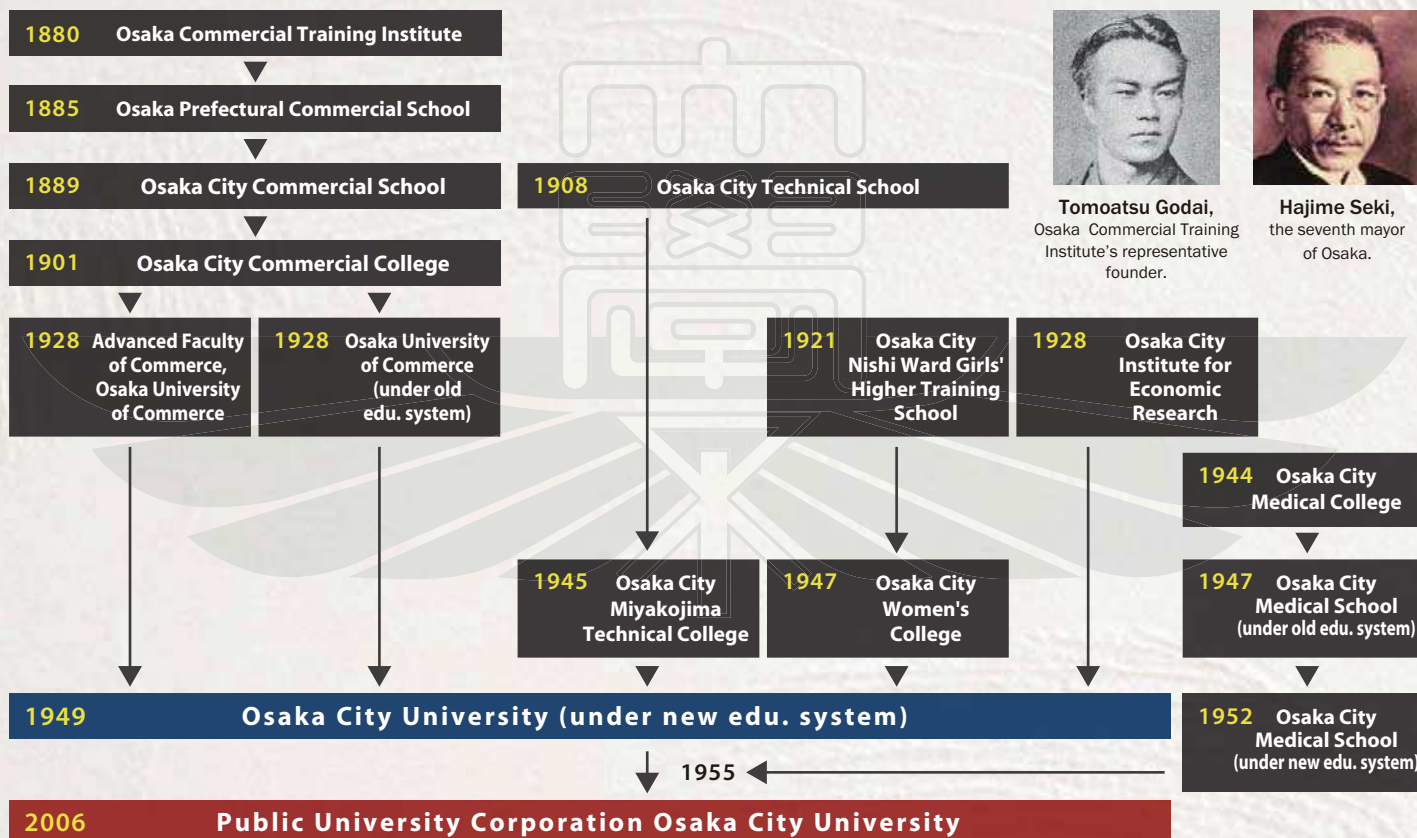 1880 Osaka Commercial Training Institute
1885 Osaka Prefectural Commercial School
1889 Osaka City Commercial School
1908 Osaka City Technical School
Tomoatsu Godai,
Osaka Commercial Training
Institute's representative
founder.
Hajime Seki,
the seventh mayor
of Osaka.
1901 Osaka City Commercial College
1928 Advanced Faculty
of Commerce,
Osaka University
of Commerce
1928 Osaka University
of Commerce
(under old
edu. system)
1921 Osaka City
Nishi Ward Girls'
Higher Training
School
1928 Osaka City
Institute for
Economic
Research
1944 Osaka City
Medical College
1945 Osaka City
Miyakojima
Technical College
1947 Osaka City
Women's
College
1947 Osaka City
Medical School
(under old edu. system)
1949 Osaka City University (under new edu. system)
1952 Osaka City
Medical School
(under new edu. system)
1955
2006 Public University Corporation Osaka City University